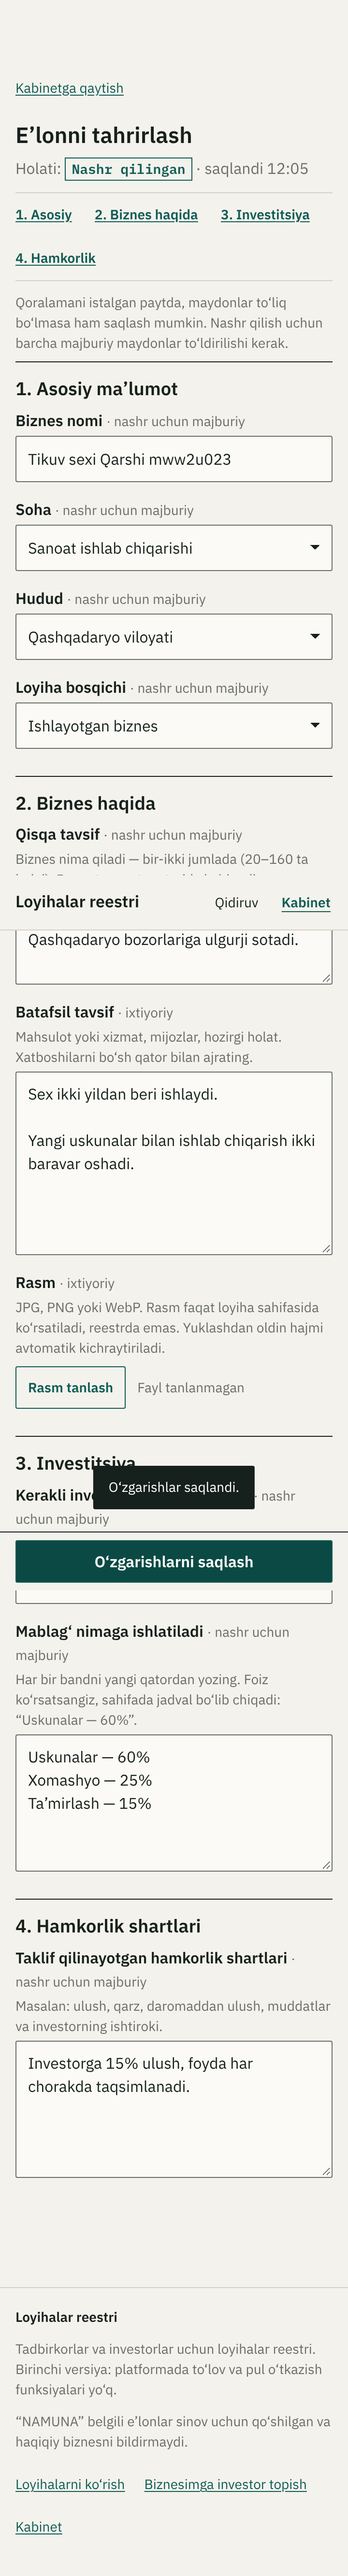 Kabinetga qaytish
E’lonni tahrirlash
Holati: Nashr qilingan · saqlandi 12:05
1. Asosiy 2. Biznes haqida 3. Investitsiya
4. Hamkorlik
Qoralamani istalgan paytda, maydonlar to‘liq
bo‘lmasa ham saqlash mumkin. Nashr qilish uchun
barcha majburiy maydonlar to‘ldirilishi kerak.
1. Asosiy ma’lumot
Biznes nomi · nashr uchun majburiy
Tikuv sexi Qarshi mww2u023
Soha · nashr uchun majburiy
Sanoat ishlab chiqarishi
Hudud · nashr uchun majburiy
Qashqadaryo viloyati
Loyiha bosqichi · nashr uchun majburiy
Ishlayotgan biznes
2. Biznes haqida
Qisqa tavsif · nashr uchun majburiy
Biznes nima qiladi — bir-ikki jumlada (20–160 ta
Loyihalar reestri Qidiruv Kabinet
Qashqadaryo bozorlariga ulgurji sotadi.
Batafsil tavsif · ixtiyoriy
Mahsulot yoki xizmat, mijozlar, hozirgi holat.
Xatboshilarni bo‘sh qator bilan ajrating.
Sex ikki yildan beri ishlaydi.
Yangi uskunalar bilan ishlab chiqarish ikki
baravar oshadi.
Rasm · ixtiyoriy
JPG, PNG yoki WebP. Rasm faqat loyiha sahifasida
ko‘rsatiladi, reestrda emas. Yuklashdan oldin hajmi
avtomatik kichraytiriladi.
Rasm tanlash Fayl tanlanmagan
3. Investitsiya
O‘zgarishlar saqlandi.
Kerakli · nashr
uchun majburiy
O‘zgarishlarni saqlash
Mablag‘ nimaga ishlatiladi · nashr uchun
majburiy
Har bir bandni yangi qatordan yozing. Foiz
ko‘rsatsangiz, sahifada jadval bo‘lib chiqadi:
“Uskunalar — 60%”.
Uskunalar — 60%
Xomashyo — 25%
Ta’mirlash — 15%
4. Hamkorlik shartlari
Taklif qilinayotgan hamkorlik shartlari ·
nashr uchun majburiy
Masalan: ulush, qarz, daromaddan ulush, muddatlar
va investorning ishtiroki.
Investorga 15% ulush, foyda har
chorakda taqsimlanadi.
Loyihalar reestri
Tadbirkorlar va investorlar uchun loyihalar reestri.
Birinchi versiya: platformada to‘lov va pul o‘tkazish
funksiyalari yo‘q.
“NAMUNA” belgili e’lonlar sinov uchun qo‘shilgan va
haqiqiy biznesni bildirmaydi.
Loyihalarni ko‘rish Biznesimga investor topish
Kabinet